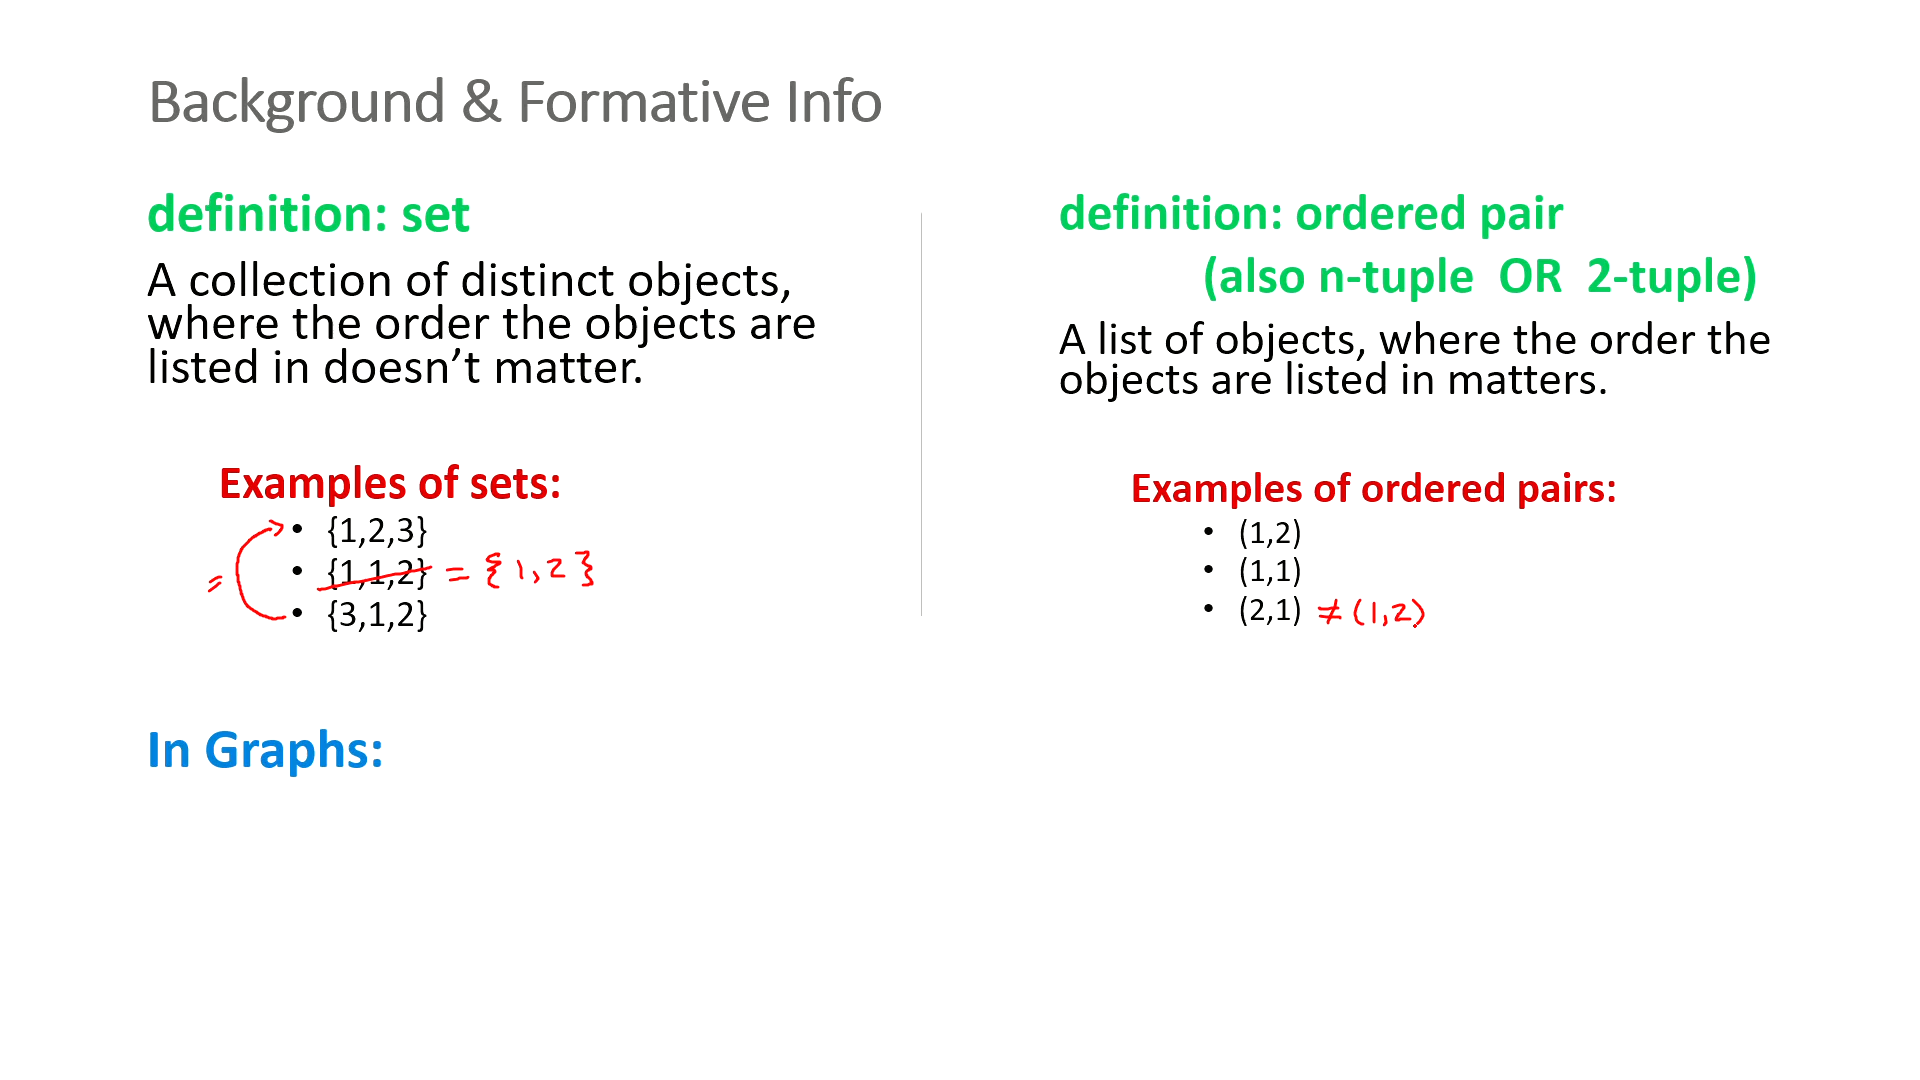 Background & Formative Info
definition: set
A collection of distinct objects,
where the order the objects are
listed in doesn't matter.
Examples of sets:
• {1,2,3}
= • {1,1,2} = {1,2}
• {3,1,2}
definition: ordered pair
(also n-tuple OR 2-tuple)
A list of objects, where the order the
objects are listed in matters.
Examples of ordered pairs:
• (1,2)
• (1,1)
• (2,1) ≠ (1,2)
In Graphs: